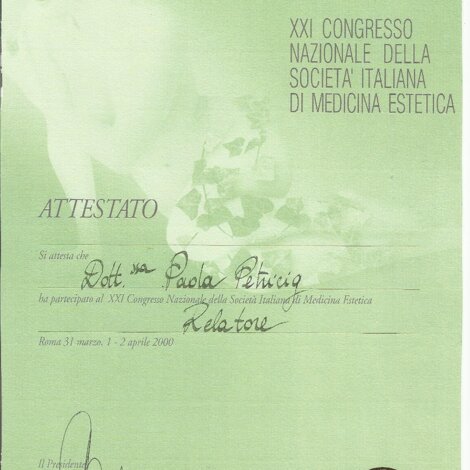 XXI CONGRESSO
NAZIONALE DELLA
SOCIETA' ITALIANA
DI MEDICINA ESTETICA
ATTESTATO
Si attesta che
Dott.ssa Paola Petricig
ha partecipato al XXI Congresso Nazionale della Società Italiana di Medicina Estetica
Relatore
Roma 31 marzo, 1 - 2 aprile 2000
Il Presidente